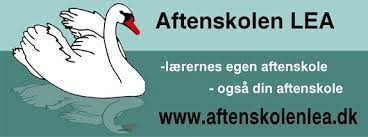 Aftenskolen LEA
-lærernes egen aftenskole
- også din aftenskole
www.aftenskolenlea.dk